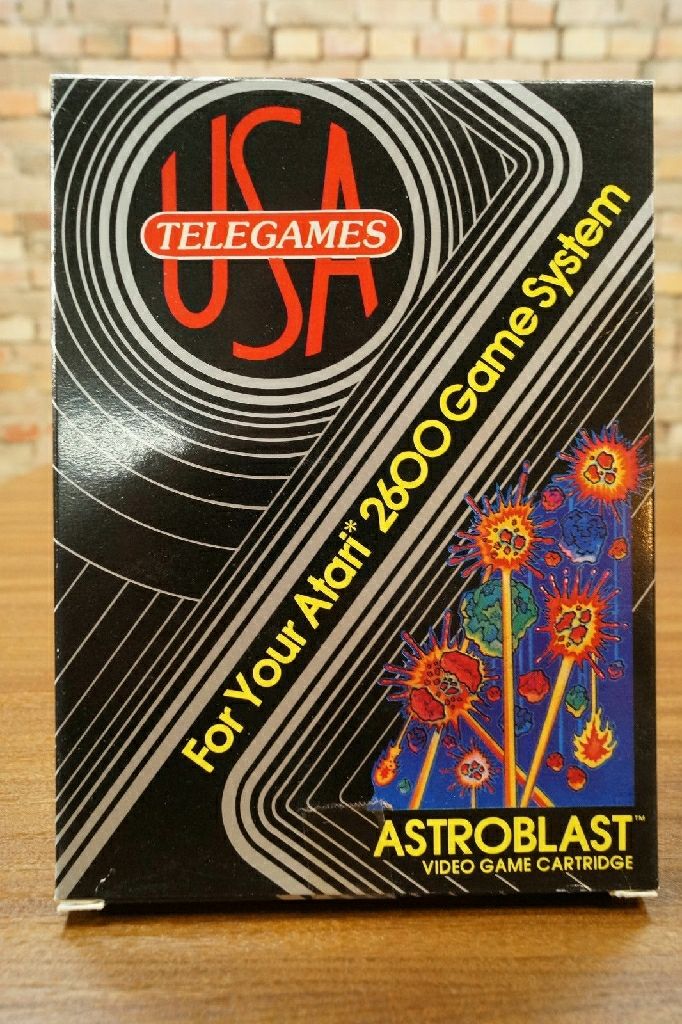 USA
TELEGAMES
For Your Atari* 2600 Game System
ASTROBLAST™
VIDEO GAME CARTRIDGE